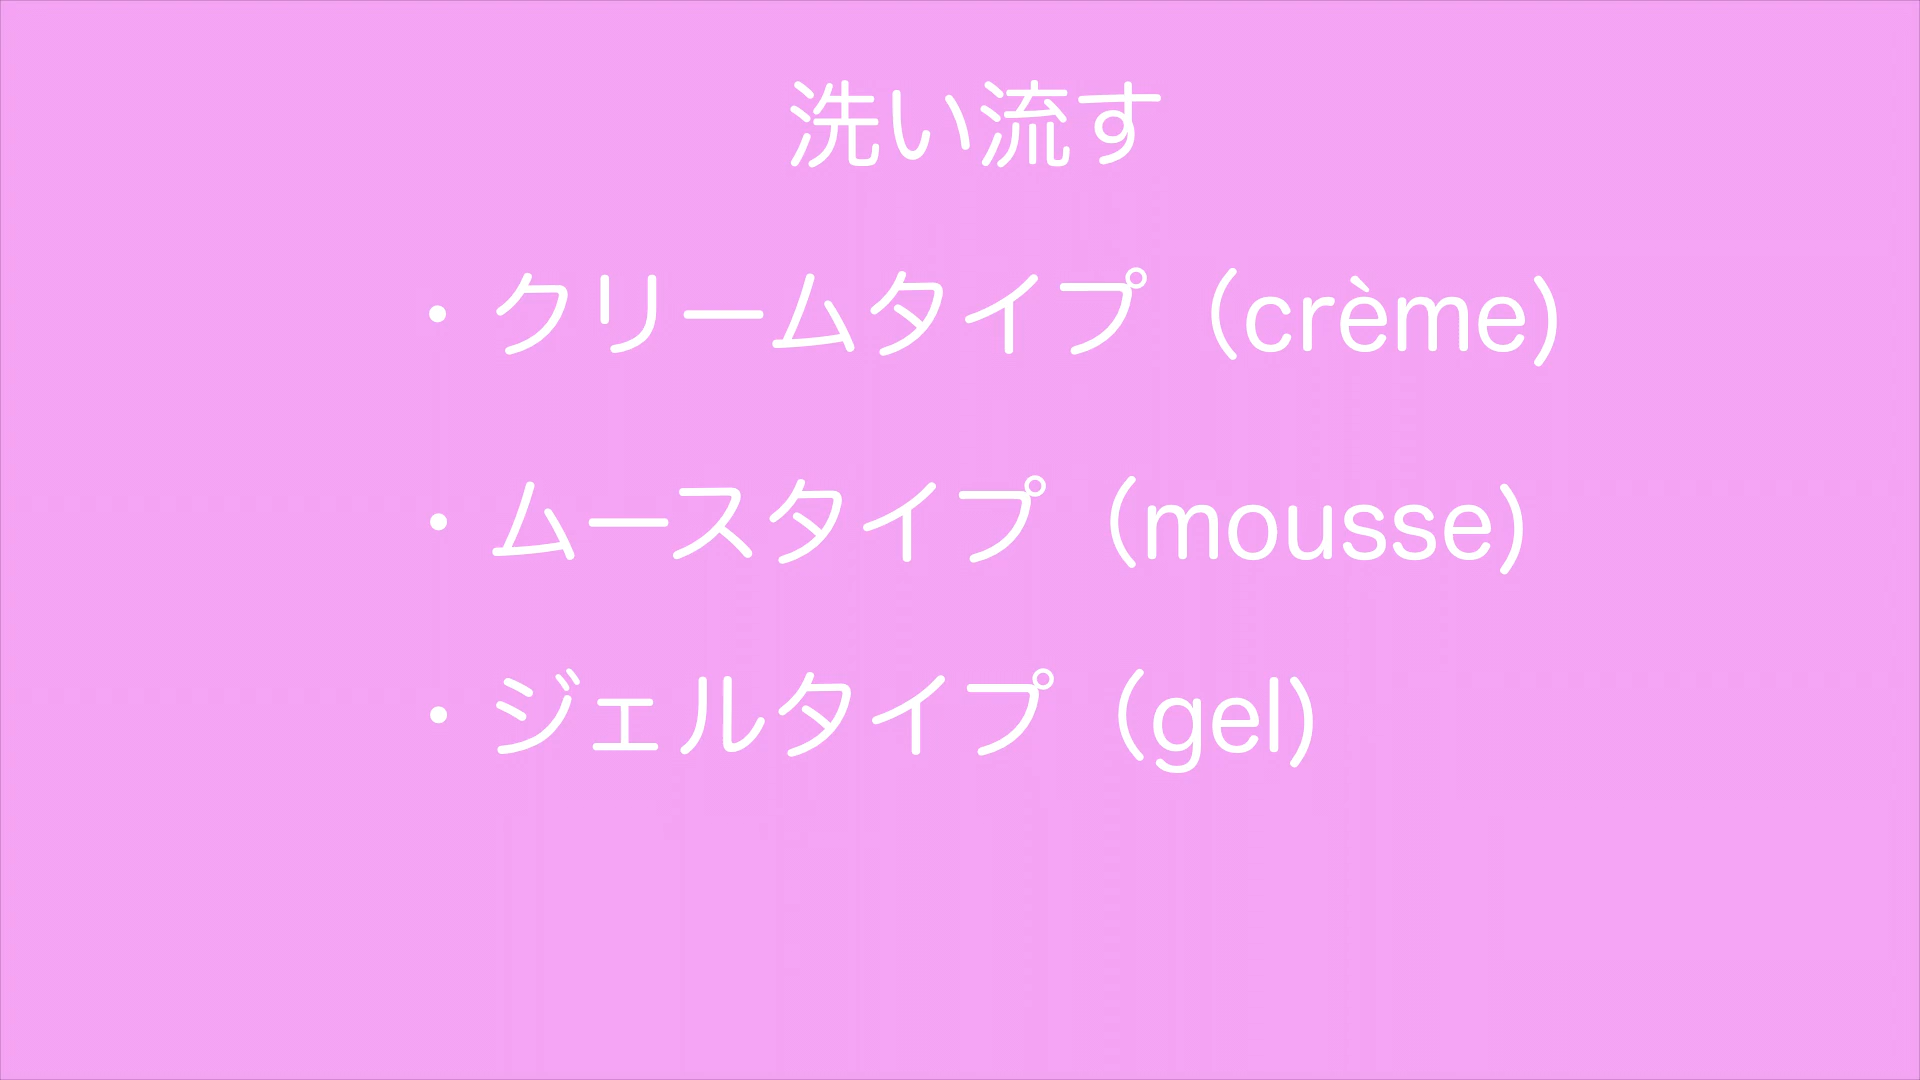 洗い流す
・クリームタイプ（crème)
・ムースタイプ（mousse)
・ジェルタイプ（gel)